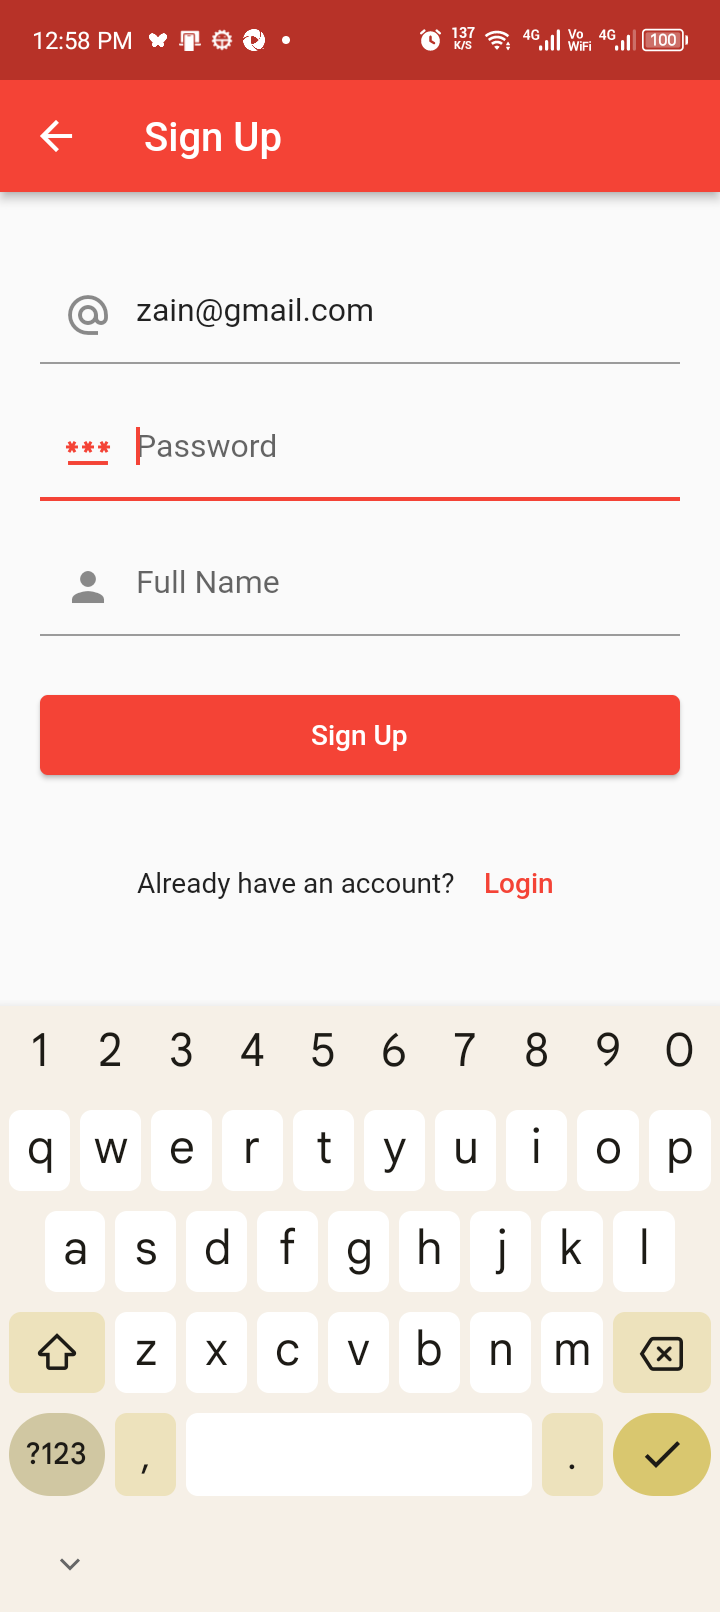 12:58 PM 137 K/S 4G Vo WiFi 4G 100
Sign Up
zain@gmail.com
*** Password
Full Name
Sign Up
Already have an account? Login
1 2 3 4 5 6 7 8 9 0
q w e r t y u i o p
a s d f g h j k l
z x c v b n m
?123 , .